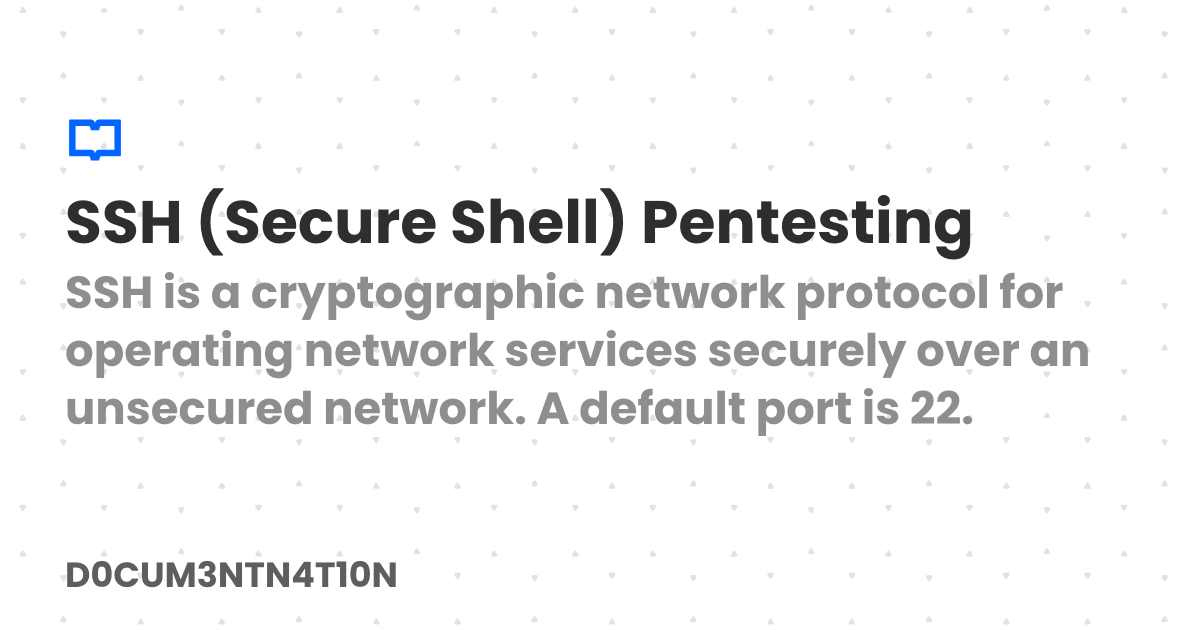 SSH (Secure Shell) Pentesting
SSH is a cryptographic network protocol for
operating network services securely over an
unsecured network. A default port is 22.
D0CUM3NTN4T10N